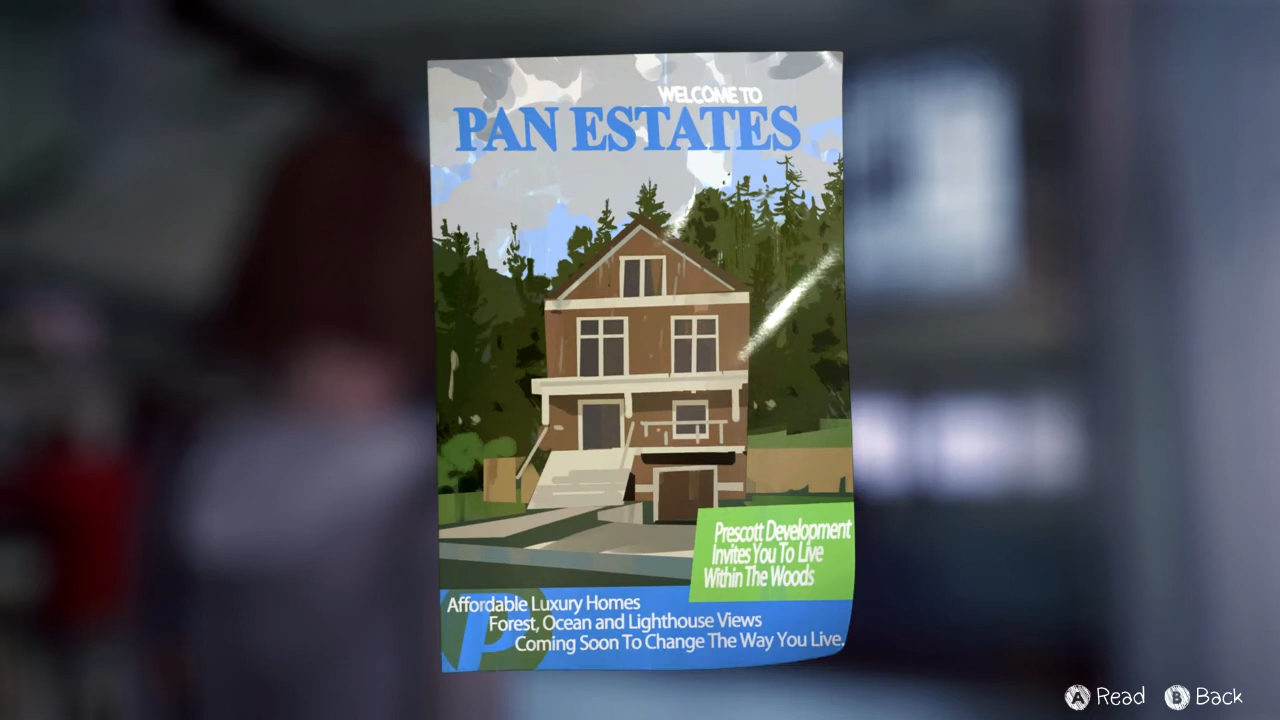 WELCOME TO
PAN ESTATES
Prescott Development
Invites You To Live
Within The Woods
Affordable Luxury Homes
Forest, Ocean and Lighthouse Views
Coming Soon To Change The Way You Live.
P
A Read B Back